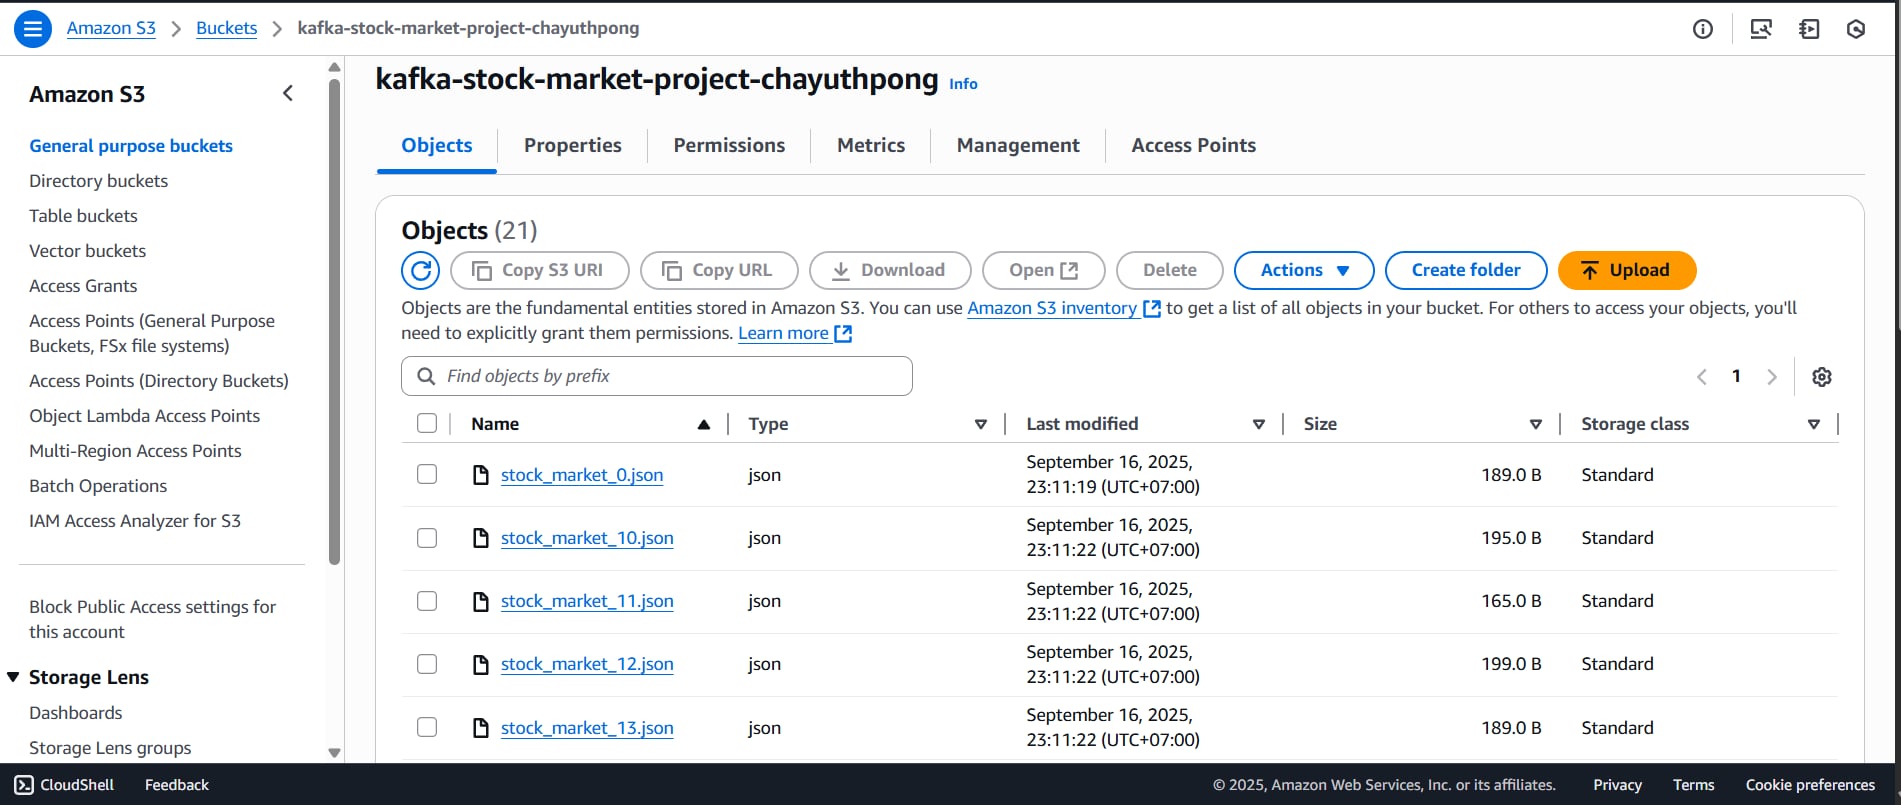 Amazon S3 > Buckets > kafka-stock-market-project-chayuthpong
Amazon S3
General purpose buckets
Directory buckets
Table buckets
Vector buckets
Access Grants
Access Points (General Purpose
Buckets, FSx file systems)
Access Points (Directory Buckets)
Object Lambda Access Points
Multi-Region Access Points
Batch Operations
IAM Access Analyzer for S3
Block Public Access settings for
this account
Storage Lens
Dashboards
Storage Lens groups
kafka-stock-market-project-chayuthpong Info
Objects Properties Permissions Metrics Management Access Points
Objects (21)
Copy S3 URI Copy URL Download Open Delete Actions Create folder Upload
Objects are the fundamental entities stored in Amazon S3. You can use Amazon S3 inventory to get a list of all objects in your bucket. For others to access your objects, you'll
need to explicitly grant them permissions. Learn more
Find objects by prefix
1
Name Type Last modified Size Storage class
stock_market_0.json json September 16, 2025, 189.0 B Standard
23:11:19 (UTC+07:00)
stock_market_10.json json September 16, 2025, 195.0 B Standard
23:11:22 (UTC+07:00)
stock_market_11.json json September 16, 2025, 165.0 B Standard
23:11:22 (UTC+07:00)
stock_market_12.json json September 16, 2025, 199.0 B Standard
23:11:22 (UTC+07:00)
stock_market_13.json json September 16, 2025, 189.0 B Standard
23:11:22 (UTC+07:00)
CloudShell Feedback © 2025, Amazon Web Services, Inc. or its affiliates. Privacy Terms Cookie preferences